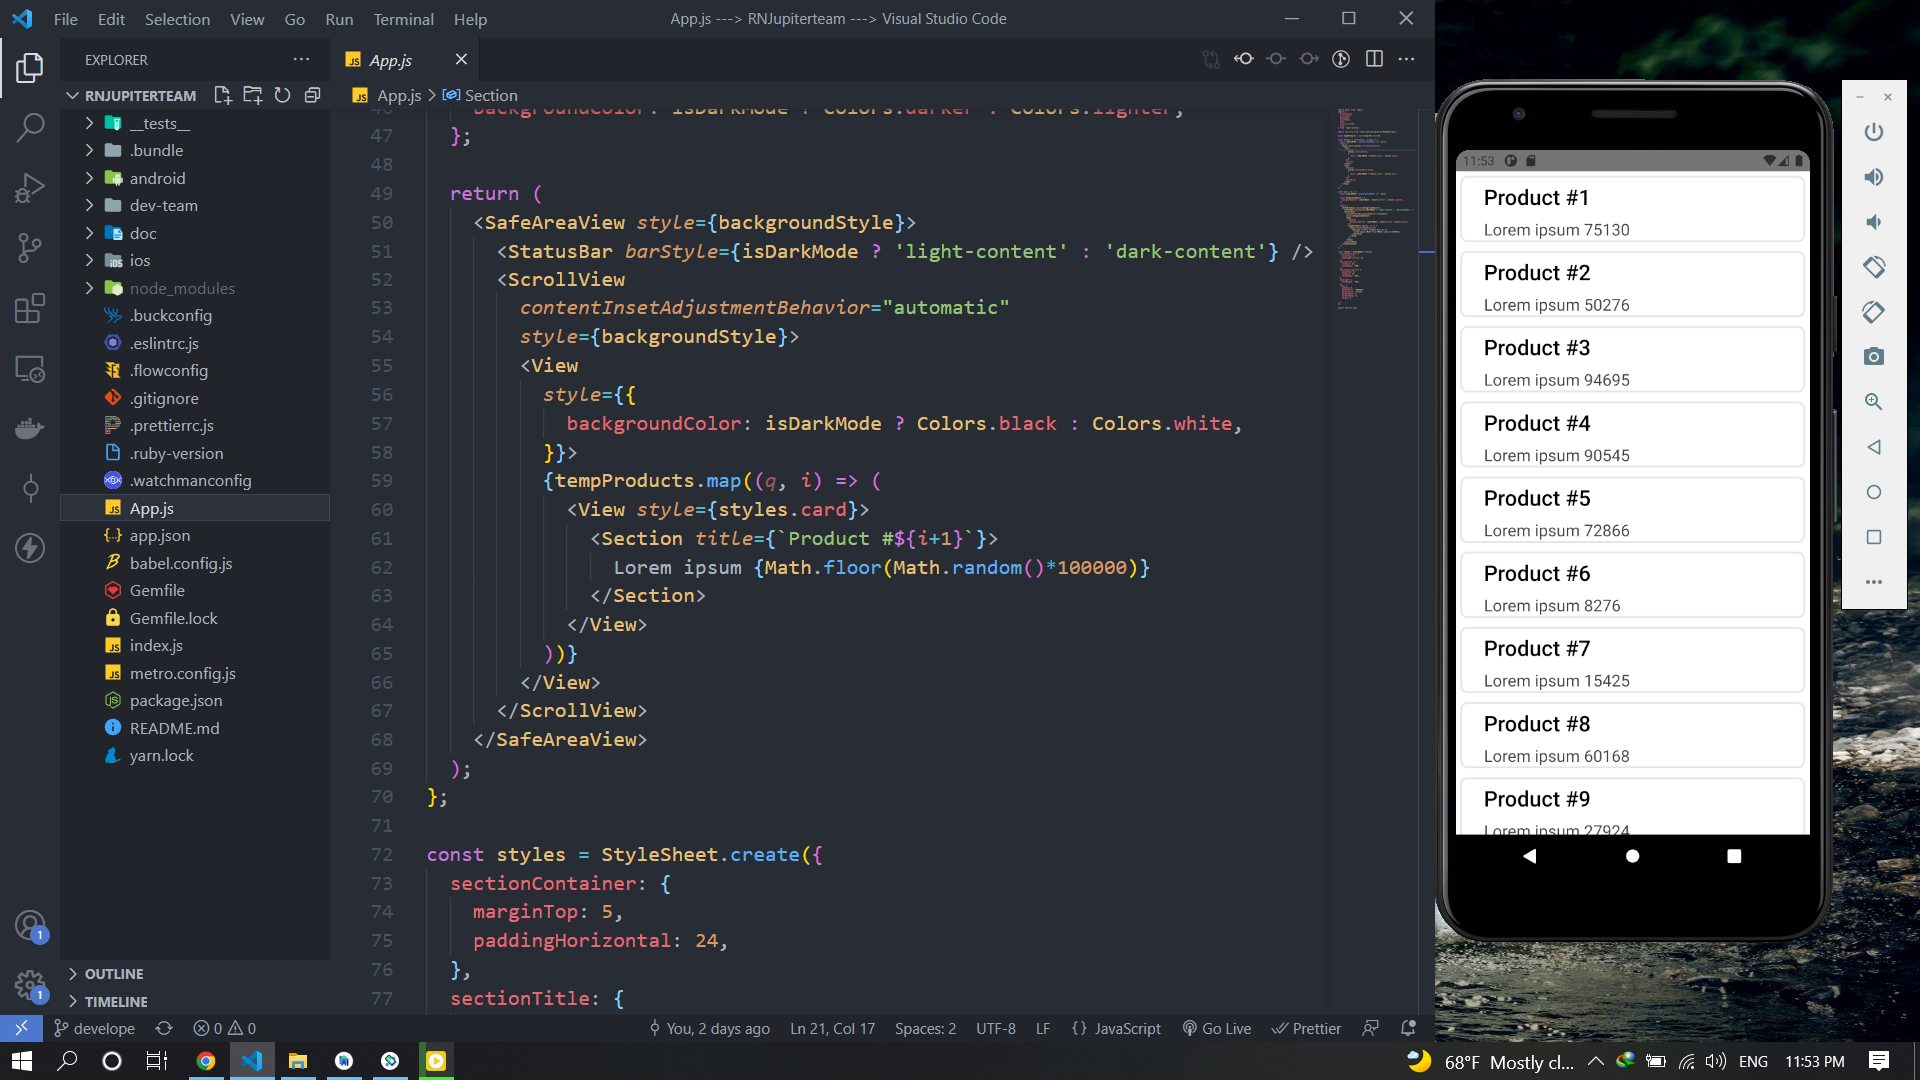 File Edit Selection View Go Run Terminal Help
App.js ---> RNJupiterteam ---> Visual Studio Code
EXPLORER
RNJUPITERTEAM
__tests__
.bundle
android
dev-team
doc
ios
node_modules
.buckconfig
.eslintrc.js
.flowconfig
.gitignore
.prettierrc.js
.ruby-version
.watchmanconfig
App.js
app.json
babel.config.js
Gemfile
Gemfile.lock
index.js
metro.config.js
package.json
README.md
yarn.lock
OUTLINE
TIMELINE
JS App.js
JS App.js > Section
46 backgroundColor: isDarkMode ? Colors.darker : Colors.lighter,
47 };
48
49 return (
50 <SafeAreaView style={backgroundStyle}>
51 <StatusBar barStyle={isDarkMode ? 'light-content' : 'dark-content'} />
52 <ScrollView
53 contentInsetAdjustmentBehavior="automatic"
54 style={backgroundStyle}>
55 <View
56 style={{
57 backgroundColor: isDarkMode ? Colors.black : Colors.white,
58 }}>
59 {tempProducts.map((q, i) => (
60 <View style={styles.card}>
61 <Section title={`Product #${i+1}`}>
62 Lorem ipsum {Math.floor(Math.random()*100000)}
63 </Section>
64 </View>
65 ))}
66 </View>
67 </ScrollView>
68 </SafeAreaView>
69 );
70 };
71
72 const styles = StyleSheet.create({
73 sectionContainer: {
74 marginTop: 5,
75 paddingHorizontal: 24,
76 },
77 sectionTitle: {
11:53
Product #1
Lorem ipsum 75130
Product #2
Lorem ipsum 50276
Product #3
Lorem ipsum 94695
Product #4
Lorem ipsum 90545
Product #5
Lorem ipsum 72866
Product #6
Lorem ipsum 8276
Product #7
Lorem ipsum 15425
Product #8
Lorem ipsum 60168
Product #9
Lorem ipsum 27924
1
1
develope 0 0 You, 2 days ago Ln 21, Col 17 Spaces: 2 UTF-8 LF {} JavaScript Go Live Prettier
68°F Mostly cl... ENG 11:53 PM